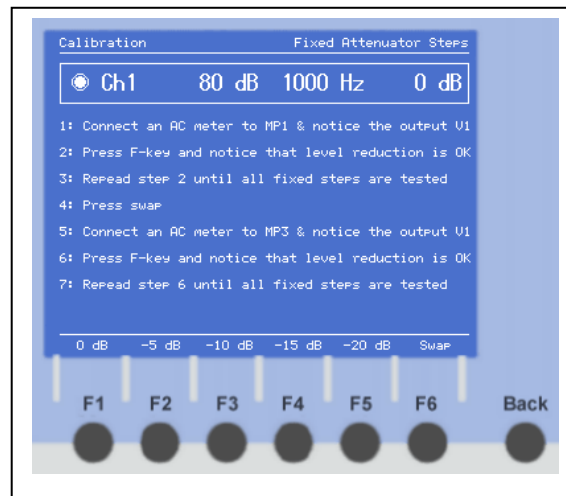 Calibration Fixed Attenuator Steps
Ch1 80 dB 1000 Hz 0 dB
1: Connect an AC meter to MP1 & notice the output V1
2: Press F-key and notice that level reduction is OK
3: Repead step 2 until all fixed steps are tested
4: Press swap
5: Connect an AC meter to MP3 & notice the output V1
6: Press F-key and notice that level reduction is OK
7: Repead step 6 until all fixed steps are tested
0 dB -5 dB -10 dB -15 dB -20 dB Swap
F1 F2 F3 F4 F5 F6 Back